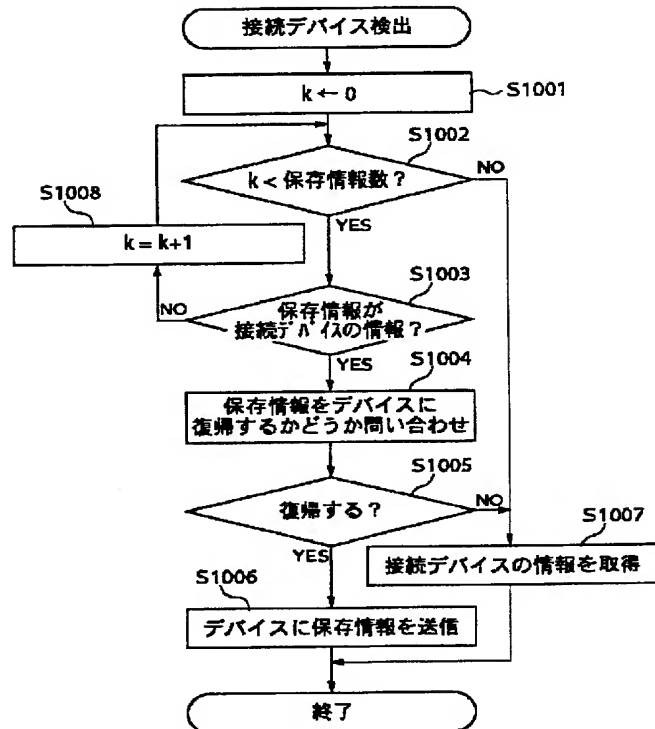 接続デバイス検出
k ← 0
S1001
S1002
k < 保存情報数？
NO
YES
S1008
k = k+1
S1003
NO
保存情報が
接続ﾃﾞﾊﾞｲｽの情報？
YES
S1004
保存情報をデバイスに
復帰するかどうか問い合わせ
S1005
復帰する？
NO
YES
S1007
接続デバイスの情報を取得
S1006
デバイスに保存情報を送信
終了